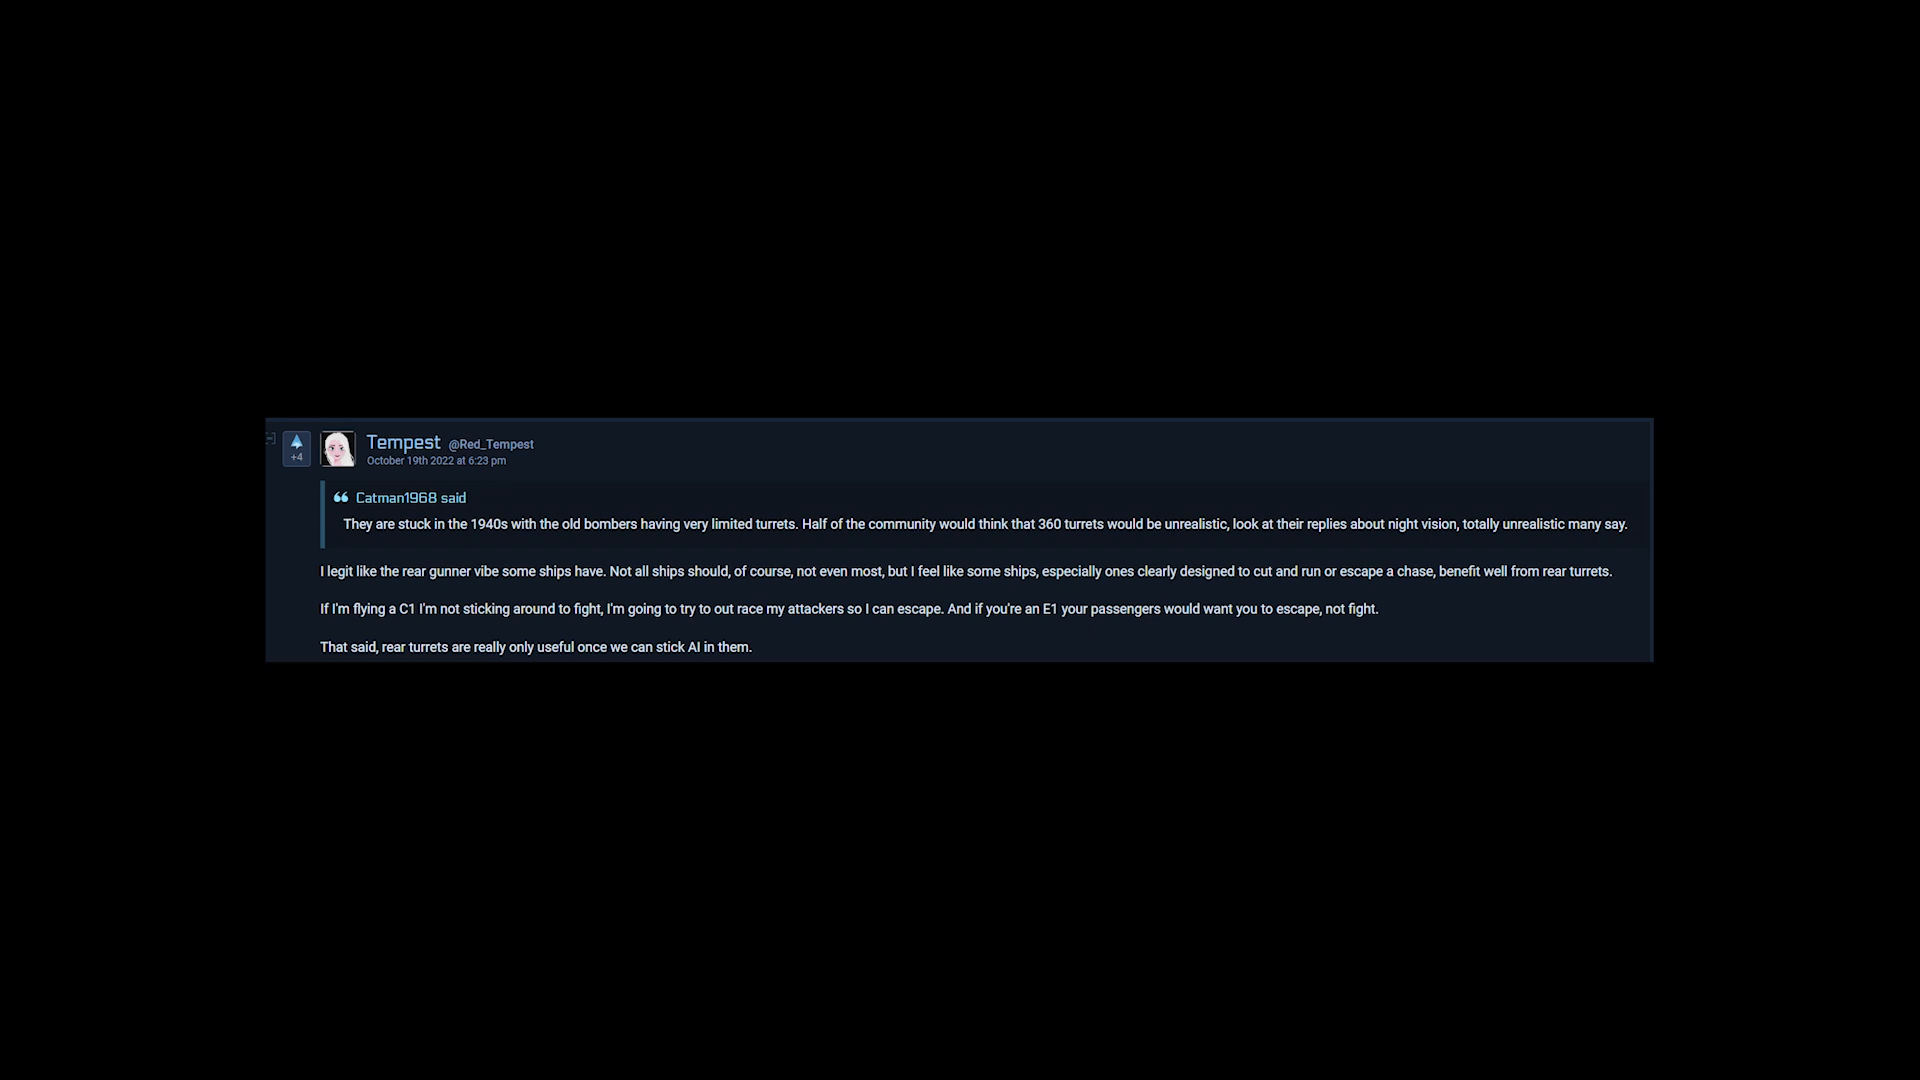 Tempest @Red_Tempest
+4
October 19th 2022 at 6:23 pm
Catman1968 said
They are stuck in the 1940s with the old bombers having very limited turrets. Half of the community would think that 360 turrets would be unrealistic, look at their replies about night vision, totally unrealistic many say.
I legit like the rear gunner vibe some ships have. Not all ships should, of course, not even most, but I feel like some ships, especially ones clearly designed to cut and run or escape a chase, benefit well from rear turrets.
If I'm flying a C1 I'm not sticking around to fight, I'm going to try to out race my attackers so I can escape. And if you're an E1 your passengers would want you to escape, not fight.
That said, rear turrets are really only useful once we can stick AI in them.